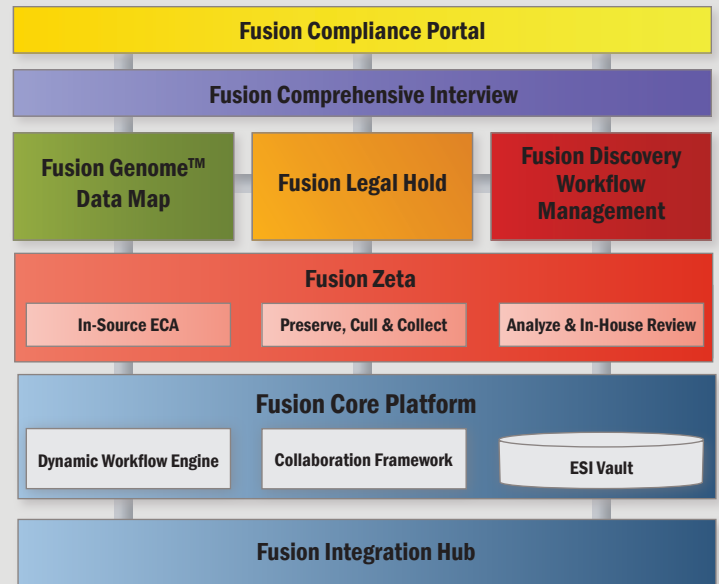 Fusion Compliance Portal
Fusion Comprehensive Interview
Fusion Genome™
Data Map
Fusion Legal Hold
Fusion Discovery
Workflow
Management
Fusion Zeta
In-Source ECA
Preserve, Cull & Collect
Analyze & In-House Review
Fusion Core Platform
Dynamic Workflow Engine
Collaboration Framework
ESI Vault
Fusion Integration Hub